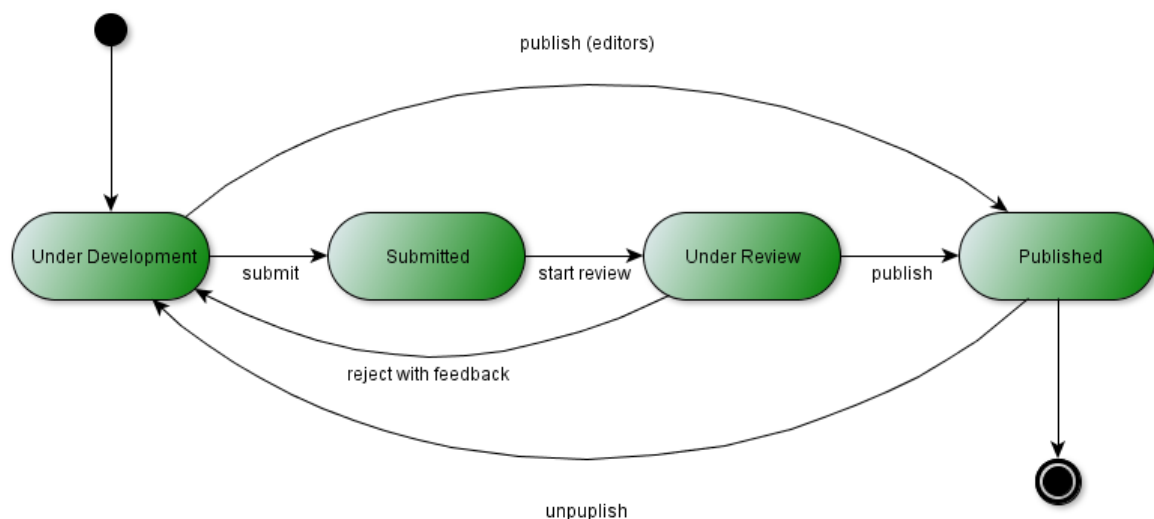 publish (editors)
Under Development
submit
Submitted
start review
Under Review
publish
Published
reject with feedback
unpuplish